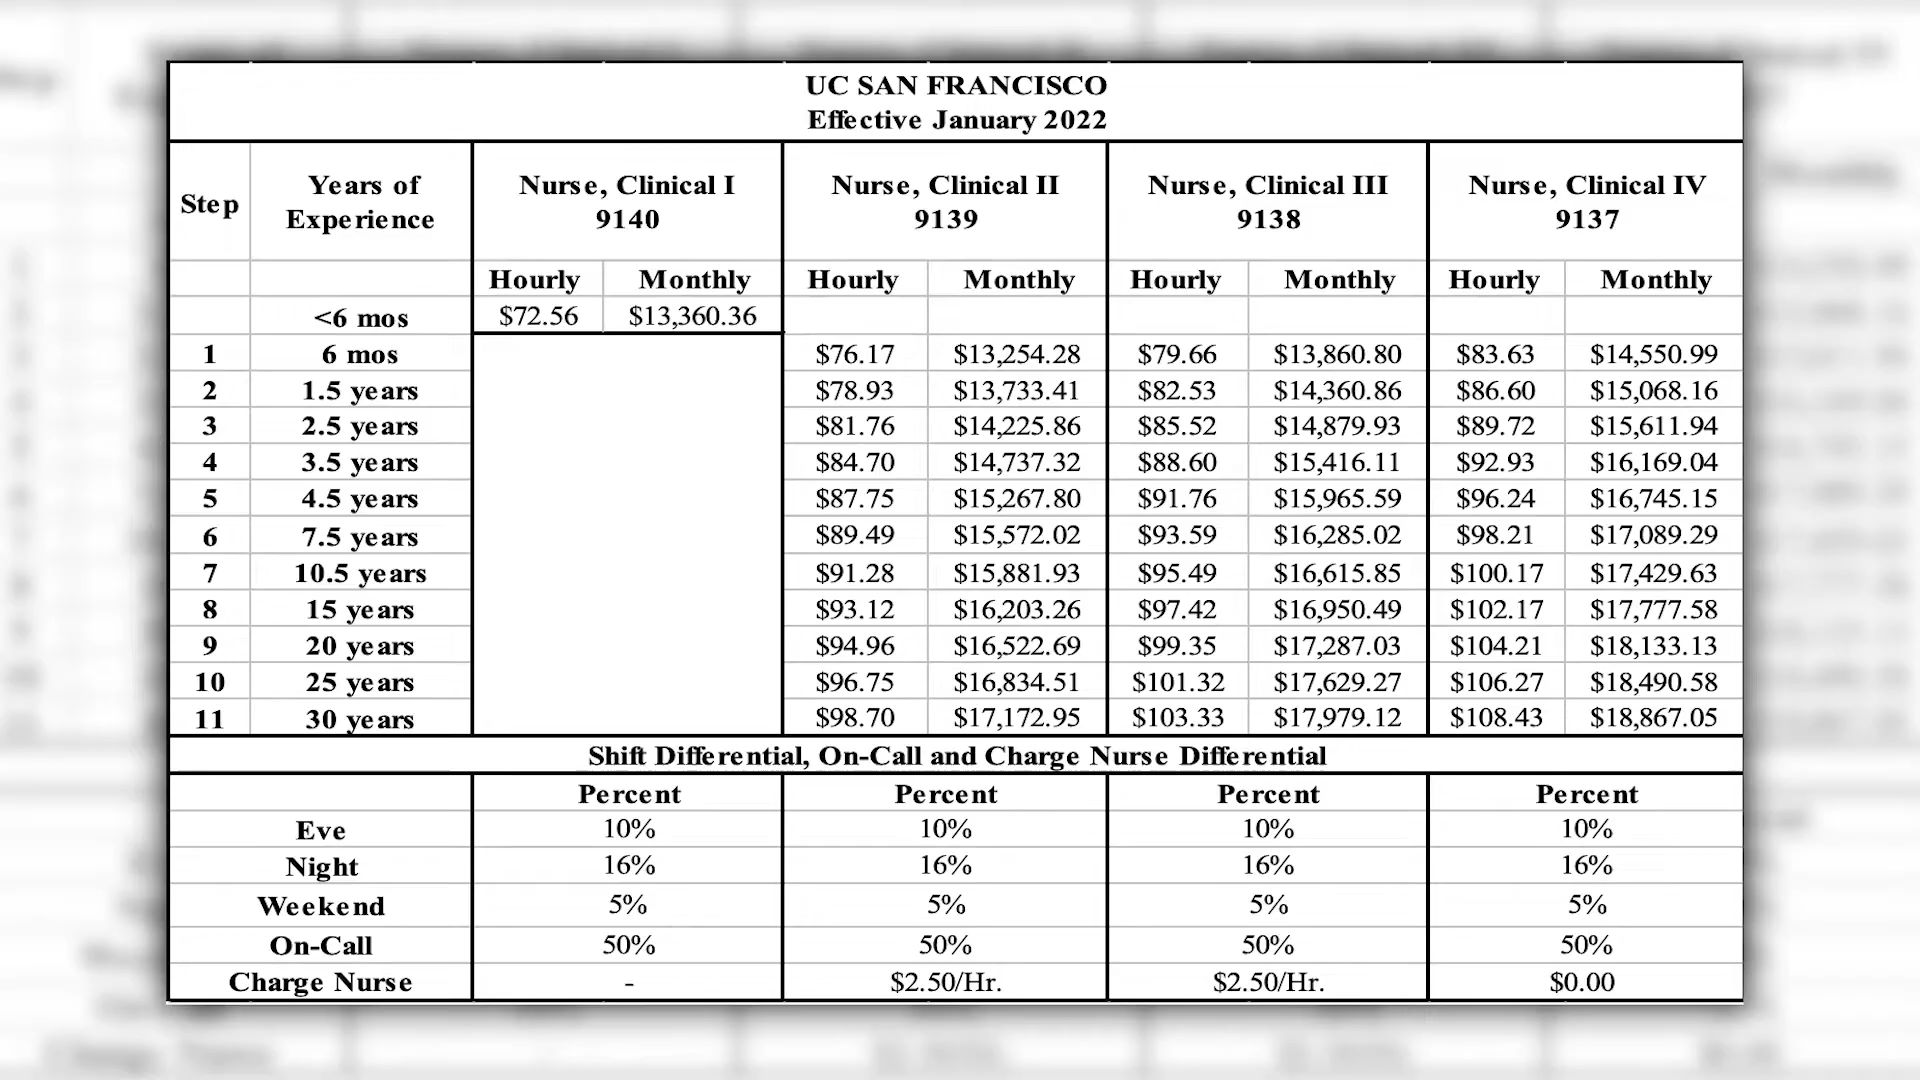 UC SAN FRANCISCO
Effective January 2022
Step Years of Experience Nurse, Clinical I 9140 Nurse, Clinical II 9139 Nurse, Clinical III 9138 Nurse, Clinical IV 9137
Hourly Monthly Hourly Monthly Hourly Monthly Hourly Monthly
<6 mos $72.56 $13,360.36
1 6 mos $76.17 $13,254.28 $79.66 $13,860.80 $83.63 $14,550.99
2 1.5 years $78.93 $13,733.41 $82.53 $14,360.86 $86.60 $15,068.16
3 2.5 years $81.76 $14,225.86 $85.52 $14,879.93 $89.72 $15,611.94
4 3.5 years $84.70 $14,737.32 $88.60 $15,416.11 $92.93 $16,169.04
5 4.5 years $87.75 $15,267.80 $91.76 $15,965.59 $96.24 $16,745.15
6 7.5 years $89.49 $15,572.02 $93.59 $16,285.02 $98.21 $17,089.29
7 10.5 years $91.28 $15,881.93 $95.49 $16,615.85 $100.17 $17,429.63
8 15 years $93.12 $16,203.26 $97.42 $16,950.49 $102.17 $17,777.58
9 20 years $94.96 $16,522.69 $99.35 $17,287.03 $104.21 $18,133.13
10 25 years $96.75 $16,834.51 $101.32 $17,629.27 $106.27 $18,490.58
11 30 years $98.70 $17,172.95 $103.33 $17,979.12 $108.43 $18,867.05
Shift Differential, On-Call and Charge Nurse Differential
Percent Percent Percent Percent
Eve 10% 10% 10% 10%
Night 16% 16% 16% 16%
Weekend 5% 5% 5% 5%
On-Call 50% 50% 50% 50%
Charge Nurse - $2.50/Hr. $2.50/Hr. $0.00